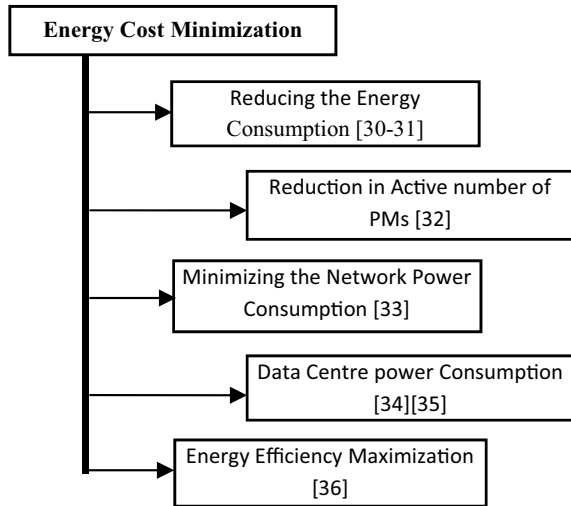 Energy Cost Minimization
Reducing the Energy
Consumption [30-31]
Reduction in Active number of
PMs [32]
Minimizing the Network Power
Consumption [33]
Data Centre power Consumption
[34][35]
Energy Efficiency Maximization
[36]